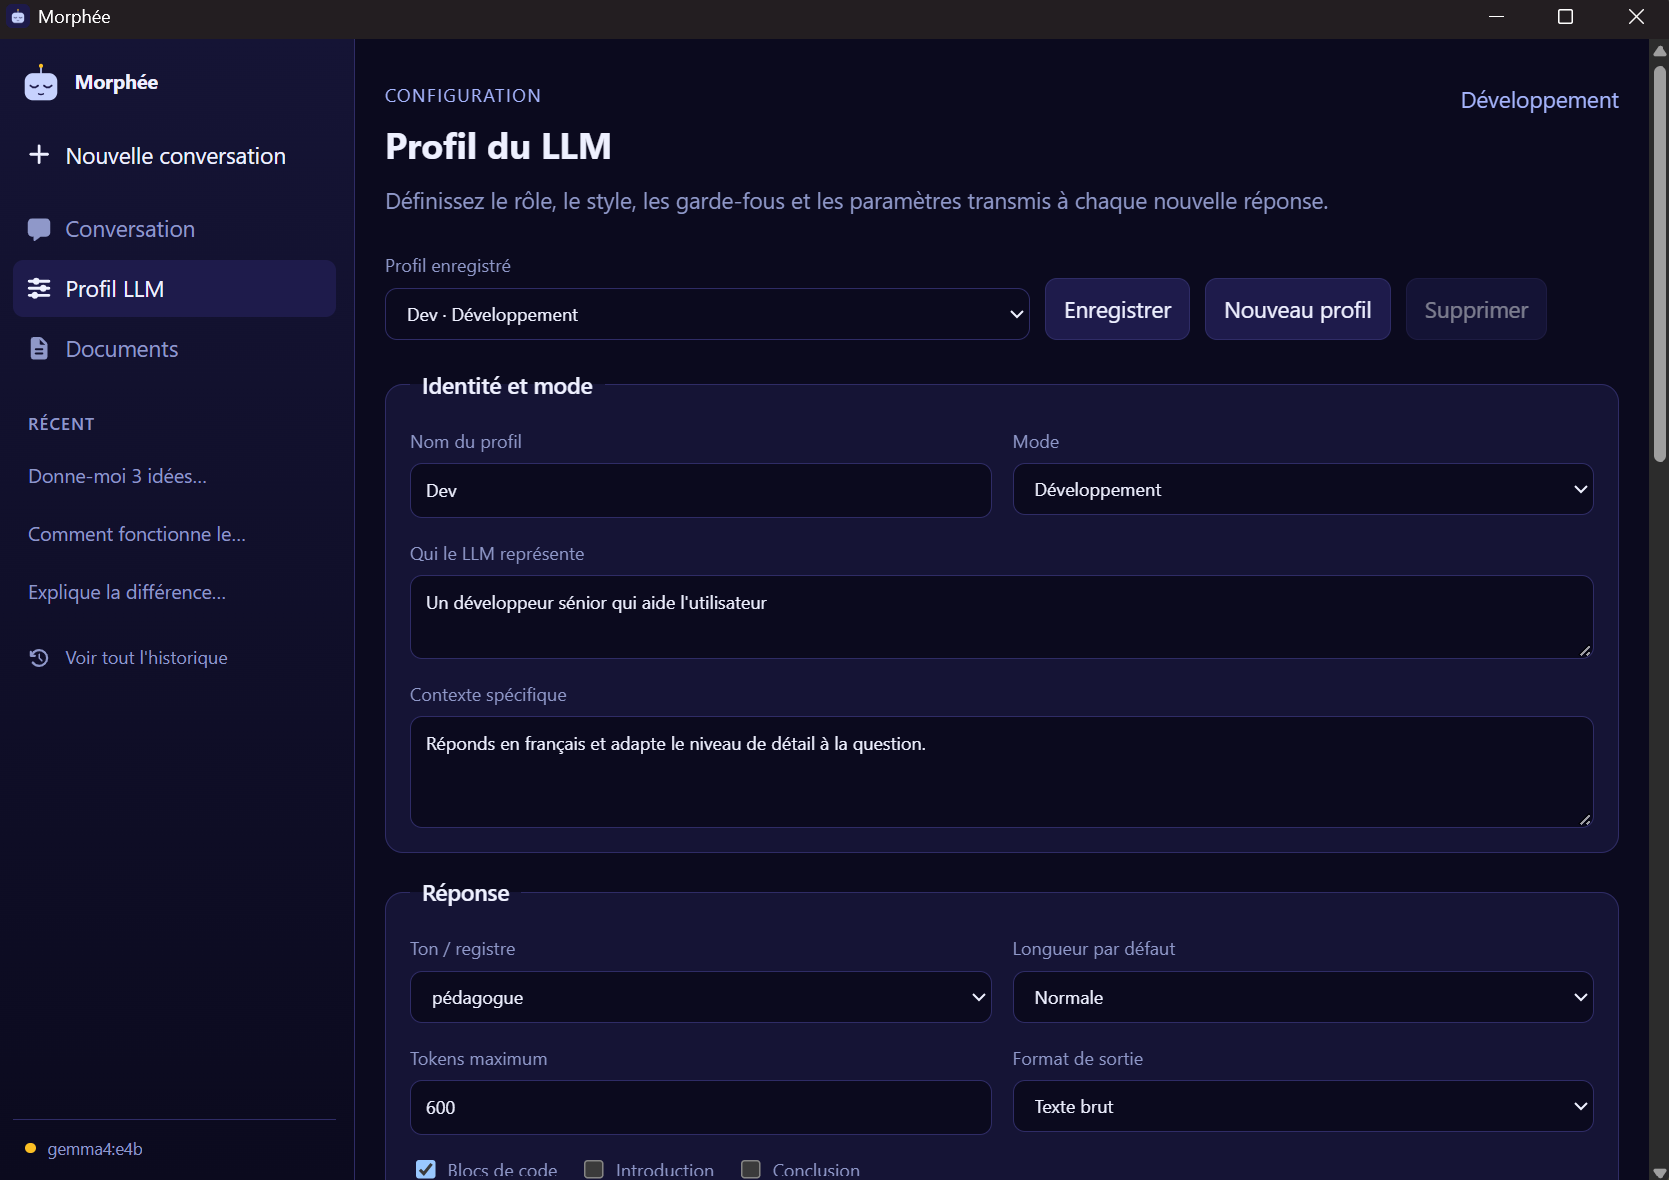 Morphée
Morphée
Nouvelle conversation
Conversation
Profil LLM
Documents
RÉCENT
Donne-moi 3 idées...
Comment fonctionne le...
Explique la différence...
Voir tout l'historique
gemma4:e4b
CONFIGURATION
Développement
Profil du LLM
Définissez le rôle, le style, les garde-fous et les paramètres transmis à chaque nouvelle réponse.
Profil enregistré
Dev · Développement
Enregistrer
Nouveau profil
Supprimer
Identité et mode
Nom du profil
Mode
Dev
Développement
Qui le LLM représente
Un développeur sénior qui aide l'utilisateur
Contexte spécifique
Réponds en français et adapte le niveau de détail à la question.
Réponse
Ton / registre
Longueur par défaut
pédagogue
Normale
Tokens maximum
Format de sortie
600
Texte brut
Blocs de code
Introduction
Conclusion